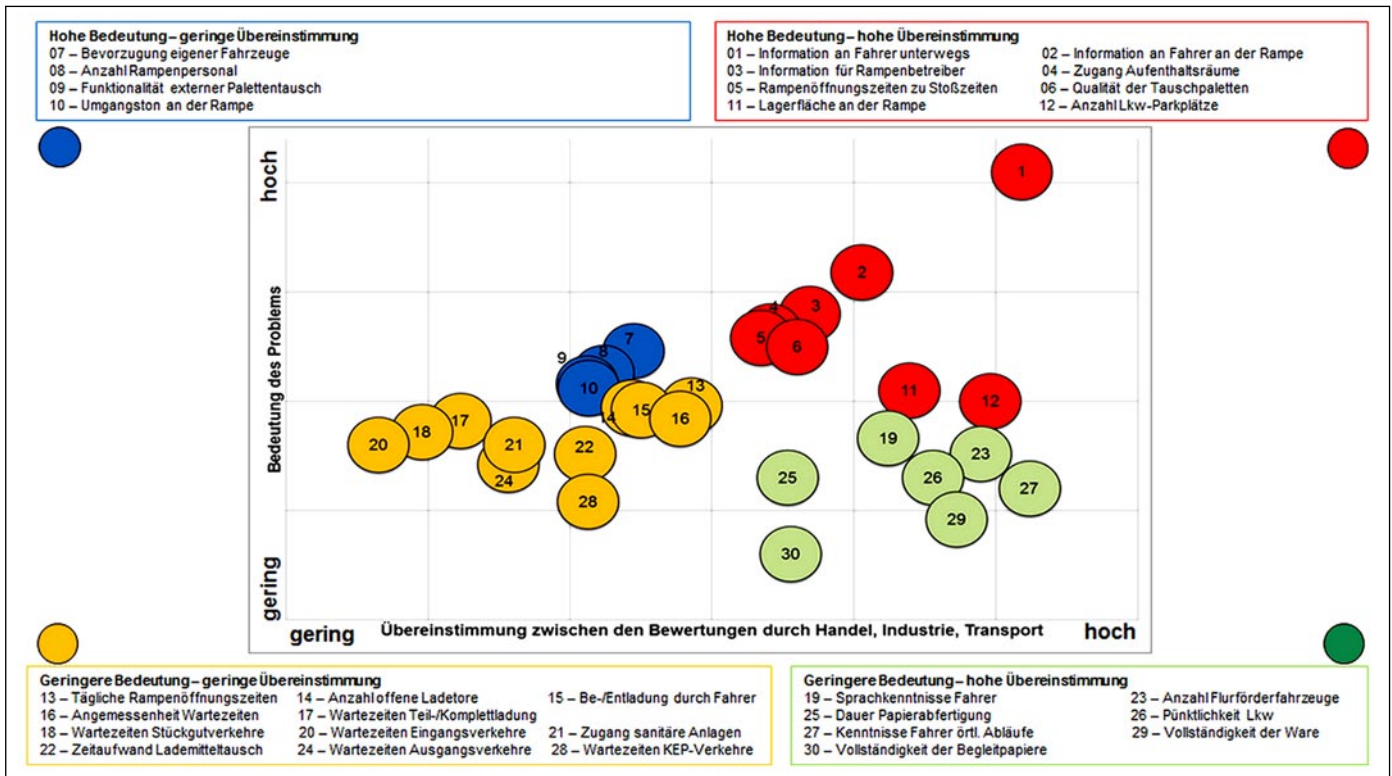 Hohe Bedeutung – geringe Übereinstimmung
07 – Bevorzugung eigener Fahrzeuge
08 – Anzahl Rampenpersonal
09 – Funktionalität externer Palettentausch
10 – Umgangston an der Rampe
Hohe Bedeutung – hohe Übereinstimmung
01 – Information an Fahrer unterwegs 02 – Information an Fahrer an der Rampe
03 – Information für Rampenbetreiber 04 – Zugang Aufenthaltsräume
05 – Rampenöffnungszeiten zu Stoßzeiten 06 – Qualität der Tauschpaletten
11 – Lagerfläche an der Rampe 12 – Anzahl Lkw-Parkplätze
hoch
Bedeutung des Problems
gering
1
2
3
4
5
6
7
8
9
10
11
12
13
14
15
16
17
18
19
20
21
22
23
24
25
26
27
28
29
30
gering Übereinstimmung zwischen den Bewertungen durch Handel, Industrie, Transport hoch
Geringere Bedeutung – geringe Übereinstimmung
13 – Tägliche Rampenöffnungszeiten 14 – Anzahl offene Ladetore 15 – Be-/Entladung durch Fahrer
16 – Angemessenheit Wartezeiten 17 – Wartezeiten Teil-/Komplettladung
18 – Wartezeiten Stückgutverkehre 20 – Wartezeiten Eingangsverkehre 21 – Zugang sanitäre Anlagen
22 – Zeitaufwand Lademitteltausch 24 – Wartezeiten Ausgangsverkehre 28 – Wartezeiten KEP-Verkehre
Geringere Bedeutung – hohe Übereinstimmung
19 – Sprachkenntnisse Fahrer 23 – Anzahl Flurförderfahrzeuge
25 – Dauer Papierabfertigung 26 – Pünktlichkeit Lkw
27 – Kenntnisse Fahrer örtl. Abläufe 29 – Vollständigkeit der Ware
30 – Vollständigkeit der Begleitpapiere